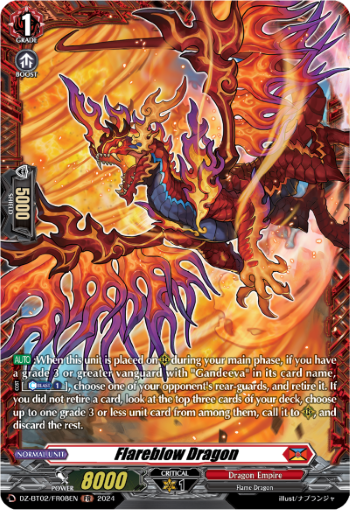 1
GRADE
BOOST
5000
SHIELD
AUTO :When this unit is placed on R during your main phase, if you have
a grade 3 or greater vanguard with "Gandeeva" in its card name,
COST [ 1 ], choose one of your opponent's rear-guards, and retire it. If
you did not retire a card, look at the top three cards of your deck, choose
up to one grade 3 or less unit card from among them, call it to R, and
discard the rest.
NORMAL UNIT
Flareblow Dragon
POWER 8000
CRITICAL
1
Dragon Empire
Flame Dragon
DZ-BT02/FR08EN FR 2024
illust/ナブランジャ